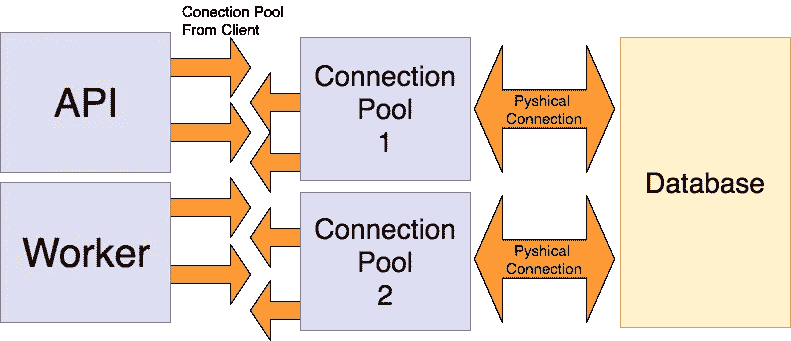 Conection Pool
From Client
API
Worker
Connection
Pool
1
Connection
Pool
2
Pyshical
Connection
Pyshical
Connection
Database